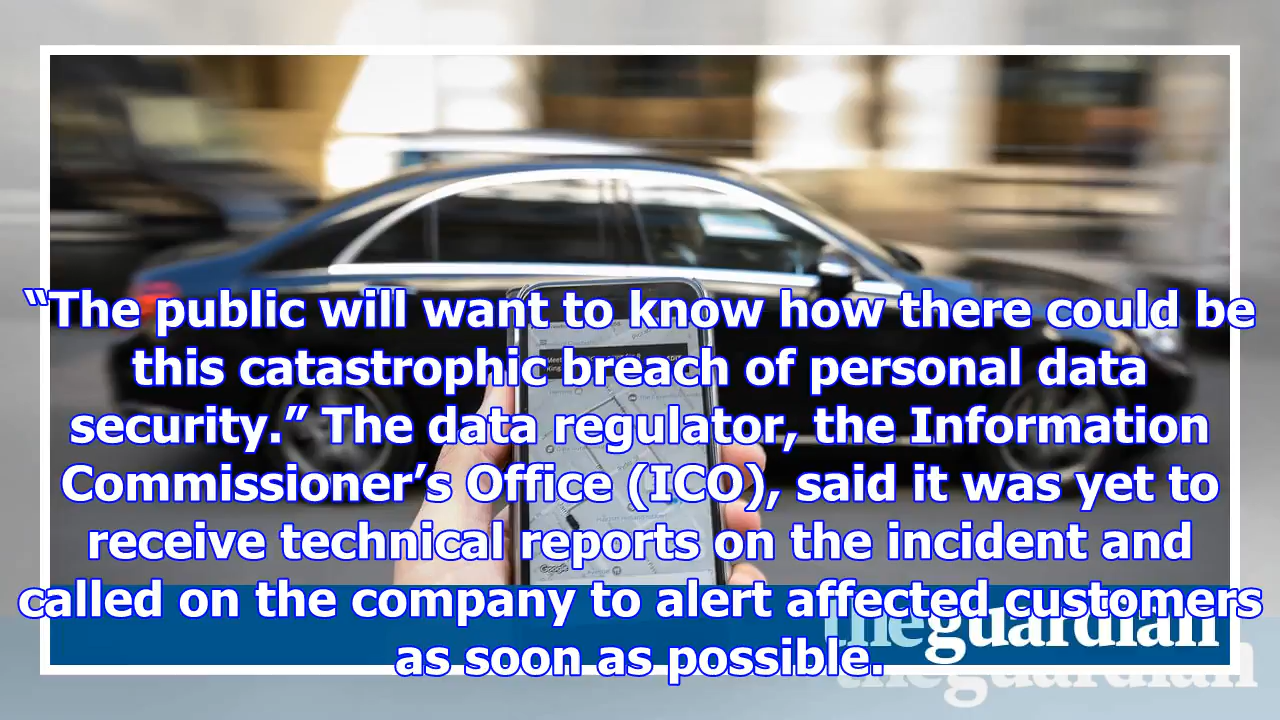 “The public will want to know how there could be
this catastrophic breach of personal data
security.” The data regulator, the Information
Commissioner’s Office (ICO), said it was yet to
receive technical reports on the incident and
called on the company to alert affected customers
as soon as possible.
Google
theguardian
theguardian